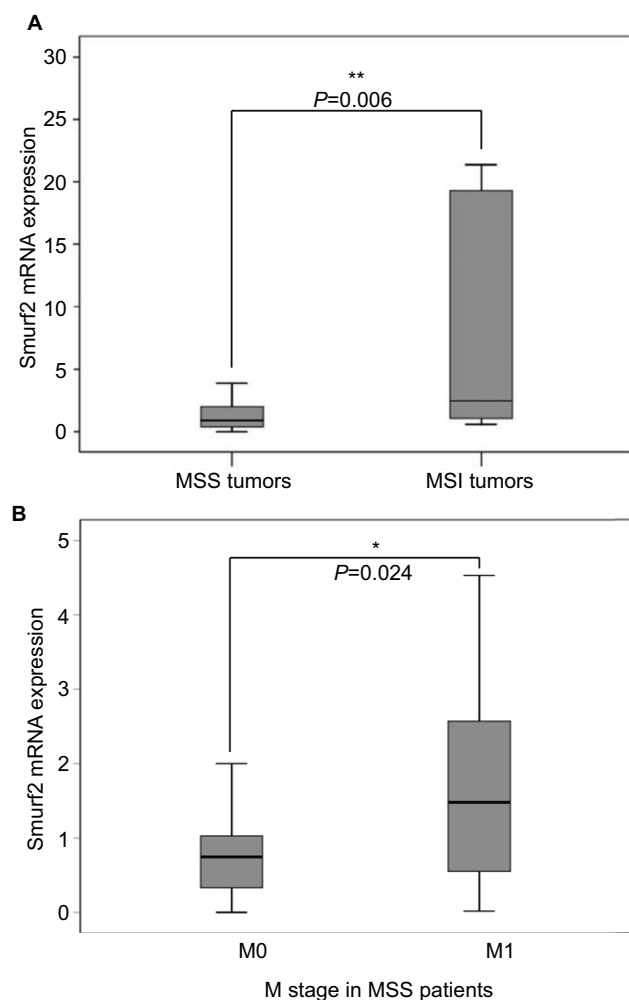 A
Smurf2 mRNA expression
30
25
20
15
10
5
0
**
P=0.006
MSS tumors
MSI tumors
B
Smurf2 mRNA expression
5
4
3
2
1
0
*
P=0.024
M0
M1
M stage in MSS patients